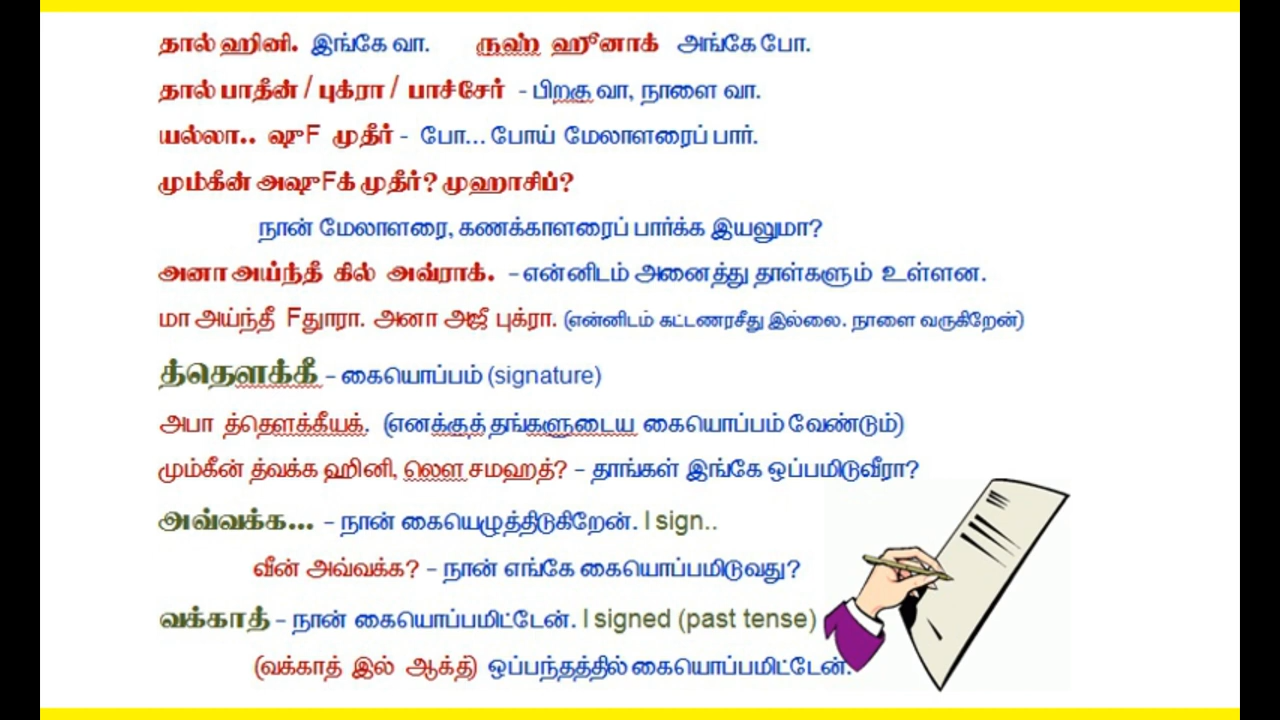 தால் ஹினி. இங்கே வா. ருஹ் ஹூனாக் அங்கே போ.
தால் பாதீன் / புக்ரா / பாச்சேர் - பிறகு வா, நாளை வா.
யல்லா.. ஷுF முதீர் - போ... போய் மேலாளரைப் பார்.
மும்கீன் அஷுFக் முதீர்? முஹாசிப்?
நான் மேலாளரை, கணக்காளரைப் பார்க்க இயலுமா?
அனா அய்ந்தீ கில் அவ்ராக். - என்னிடம் அனைத்து தாள்களும் உள்ளன.
மா அய்ந்தீ Fதுாரா. அனா அஜீ புக்ரா. (என்னிடம் கட்டணரசீது இல்லை. நாளை வருகிறேன்)
த்தௌக்கீ - கையொப்பம் (signature)
அபா த்தௌக்கீயக். (எனக்குத் தங்களுடைய கையொப்பம் வேண்டும்)
மும்கீன் த்வக்க ஹினி, லௌ சமஹத்? - தாங்கள் இங்கே ஒப்பமிடுவீரா?
அவ்வக்க... - நான் கையெழுத்திடுகிறேன். I sign..
வீன் அவ்வக்க? - நான் எங்கே கையொப்பமிடுவது?
வக்காத் - நான் கையொப்பமிட்டேன். I signed (past tense)
(வக்காத் இல் ஆக்த்) ஒப்பந்தத்தில் கையொப்பமிட்டேன்.